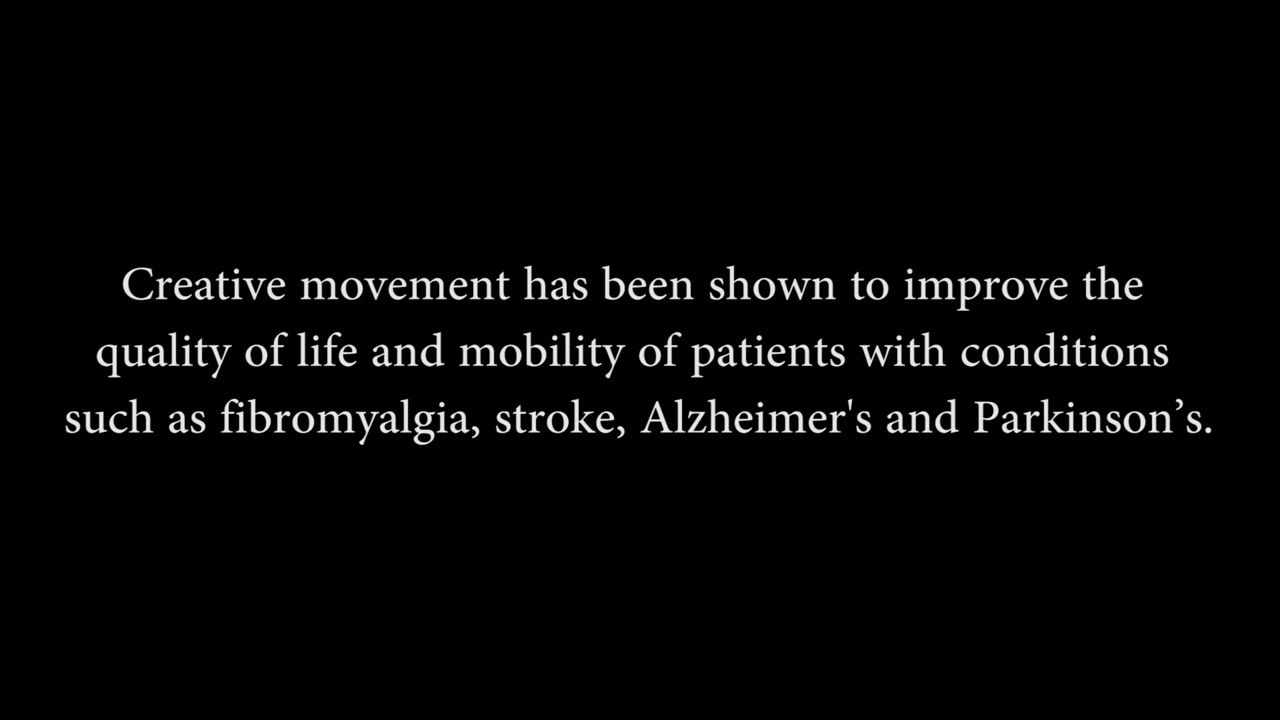 Creative movement has been shown to improve the
quality of life and mobility of patients with conditions
such as fibromyalgia, stroke, Alzheimer's and Parkinson’s.